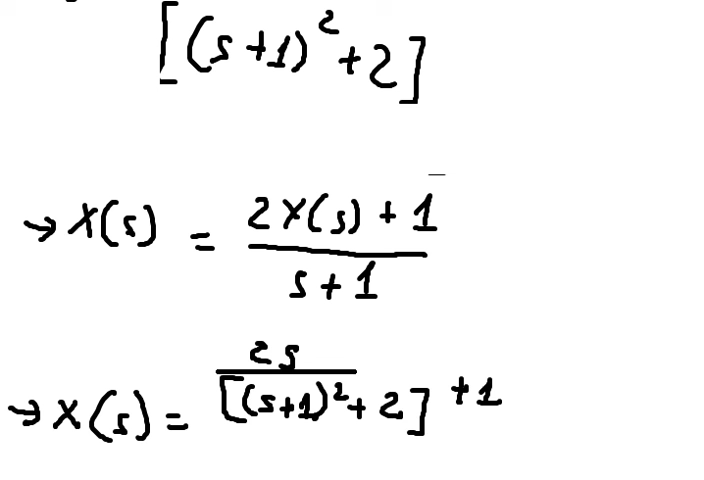 [(s+1)²+2]
→ X(s) = (2Y(s) + 1)/(s+1)
→ X(s) = 2s/[(s+1)²+2] +1